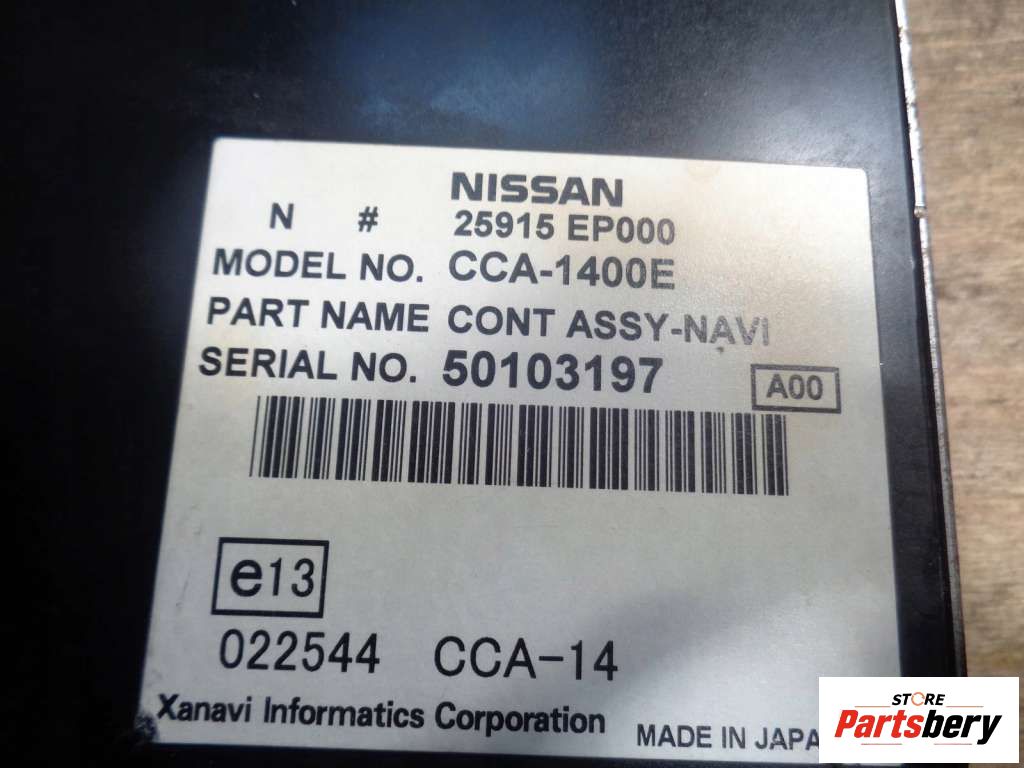 NISSAN
N # 25915 EP000
MODEL NO. CCA-1400E
PART NAME CONT ASSY-NAVI
SERIAL NO. 50103197
A00
e13
022544 CCA-14
Xanavi Informatics Corporation
MADE IN JAPA
STORE
Partsbery